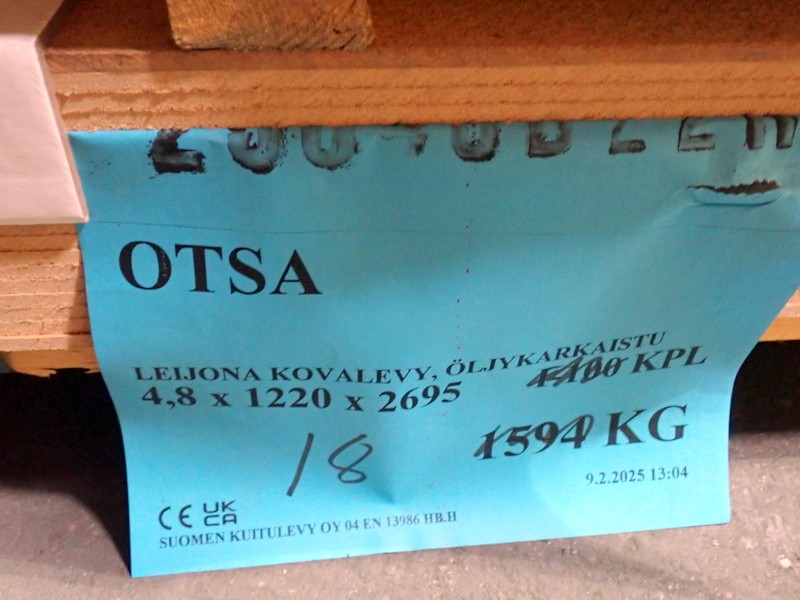 OTSA
LEIJONA KOVALEVY, ÖLJYKARKAISTU
4,8 x 1220 x 2695 KPL
18 1594 KG
9.2.2025 13:04
CE UK CA
SUOMEN KUITULEVY OY 04 EN 13986 HB.H